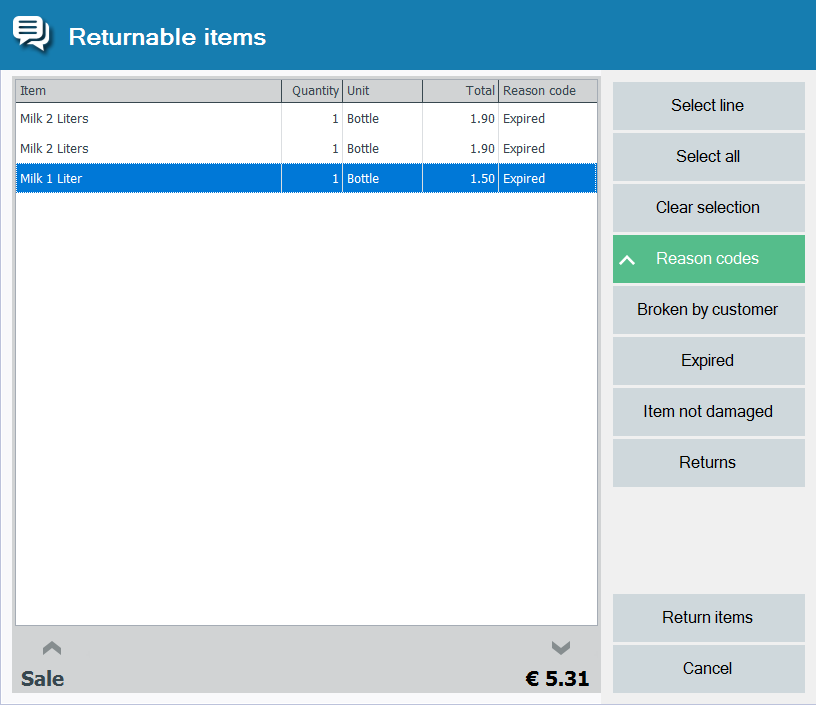 Returnable items
Item Quantity Unit Total Reason code
Milk 2 Liters 1 Bottle 1.90 Expired
Milk 2 Liters 1 Bottle 1.90 Expired
Milk 1 Liter 1 Bottle 1.50 Expired
Sale € 5.31
Select line
Select all
Clear selection
Reason codes
Broken by customer
Expired
Item not damaged
Returns
Return items
Cancel